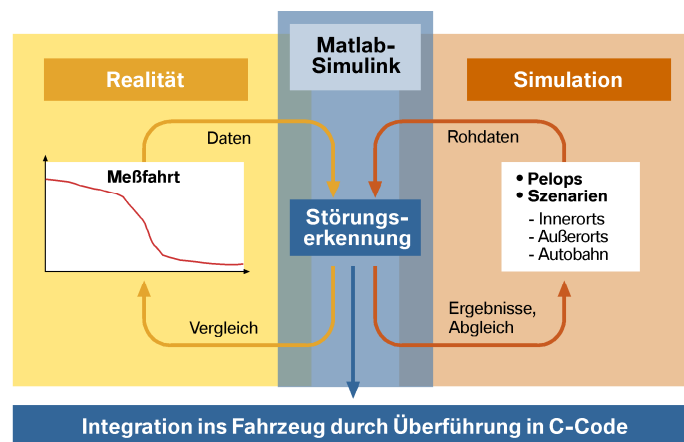 Matlab-
Simulink
Realität
Simulation
Daten
Rohdaten
Meßfahrt
• Pelops
• Szenarien
- Innerorts
- Außerorts
- Autobahn
Störungs-
erkennung
Vergleich
Ergebnisse,
Abgleich
Integration ins Fahrzeug durch Überführung in C-Code